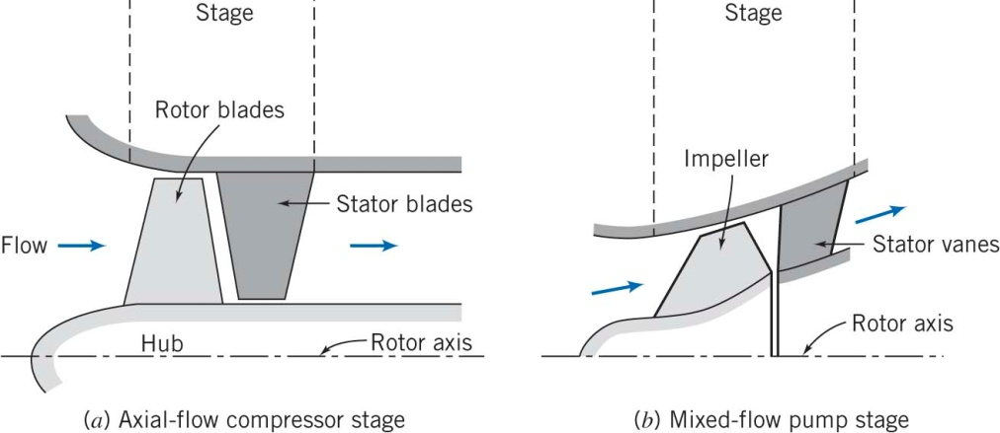 Stage
Rotor blades
Stator blades
Flow
Hub
Rotor axis
(a) Axial-flow compressor stage
Stage
Impeller
Stator vanes
Rotor axis
(b) Mixed-flow pump stage